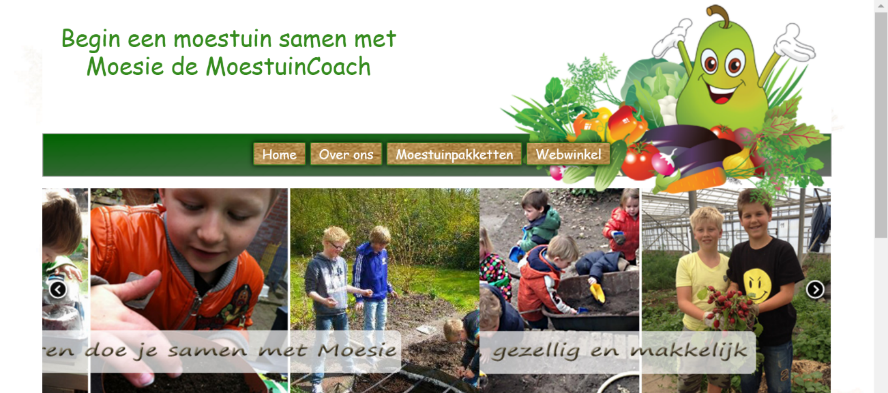 Begin een moestuin samen met
Moesie de MoestuinCoach
Home
Over ons
Moestuinpakketten
Webwinkel
doe je samen met Moesie
gezellig en makkelijk